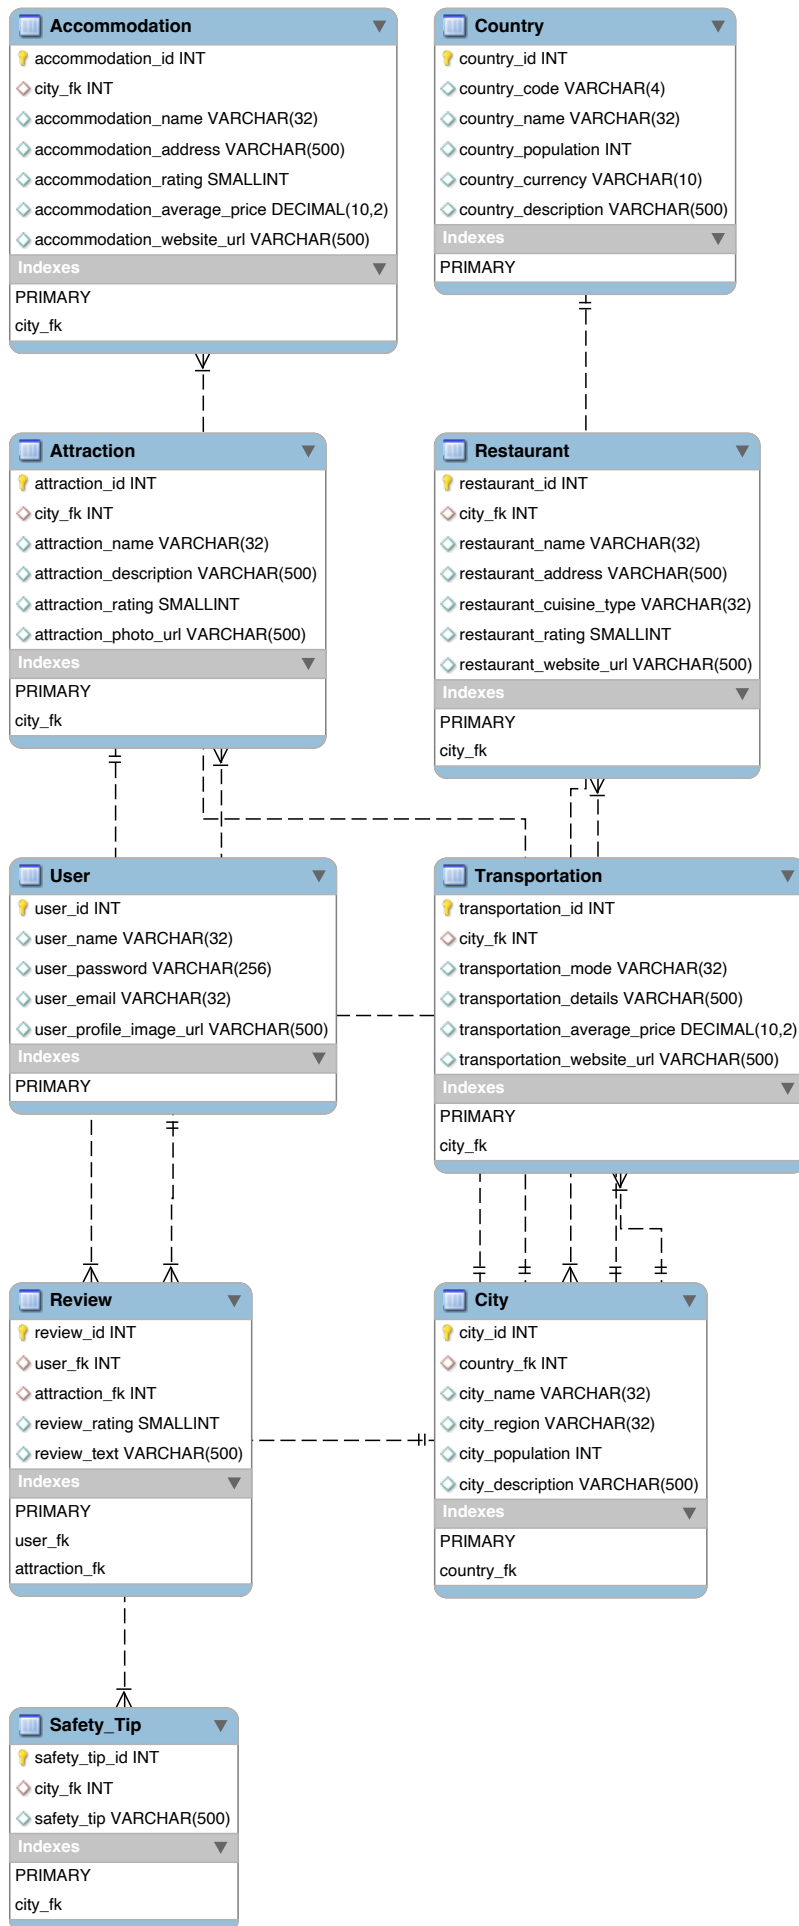 Accommodation
accommodation_id INT
city_fk INT
accommodation_name VARCHAR(32)
accommodation_address VARCHAR(500)
accommodation_rating SMALLINT
accommodation_average_price DECIMAL(10,2)
accommodation_website_url VARCHAR(500)
Indexes
PRIMARY
city_fk
Country
country_id INT
country_code VARCHAR(4)
country_name VARCHAR(32)
country_population INT
country_currency VARCHAR(10)
country_description VARCHAR(500)
Indexes
PRIMARY
Attraction
attraction_id INT
city_fk INT
attraction_name VARCHAR(32)
attraction_description VARCHAR(500)
attraction_rating SMALLINT
attraction_photo_url VARCHAR(500)
Indexes
PRIMARY
city_fk
Restaurant
restaurant_id INT
city_fk INT
restaurant_name VARCHAR(32)
restaurant_address VARCHAR(500)
restaurant_cuisine_type VARCHAR(32)
restaurant_rating SMALLINT
restaurant_website_url VARCHAR(500)
Indexes
PRIMARY
city_fk
User
user_id INT
user_name VARCHAR(32)
user_password VARCHAR(256)
user_email VARCHAR(32)
user_profile_image_url VARCHAR(500)
Indexes
PRIMARY
Transportation
transportation_id INT
city_fk INT
transportation_mode VARCHAR(32)
transportation_details VARCHAR(500)
transportation_average_price DECIMAL(10,2)
transportation_website_url VARCHAR(500)
Indexes
PRIMARY
city_fk
Review
review_id INT
user_fk INT
attraction_fk INT
review_rating SMALLINT
review_text VARCHAR(500)
Indexes
PRIMARY
user_fk
attraction_fk
City
city_id INT
country_fk INT
city_name VARCHAR(32)
city_region VARCHAR(32)
city_population INT
city_description VARCHAR(500)
Indexes
PRIMARY
country_fk
Safety_Tip
safety_tip_id INT
city_fk INT
safety_tip VARCHAR(500)
Indexes
PRIMARY
city_fk